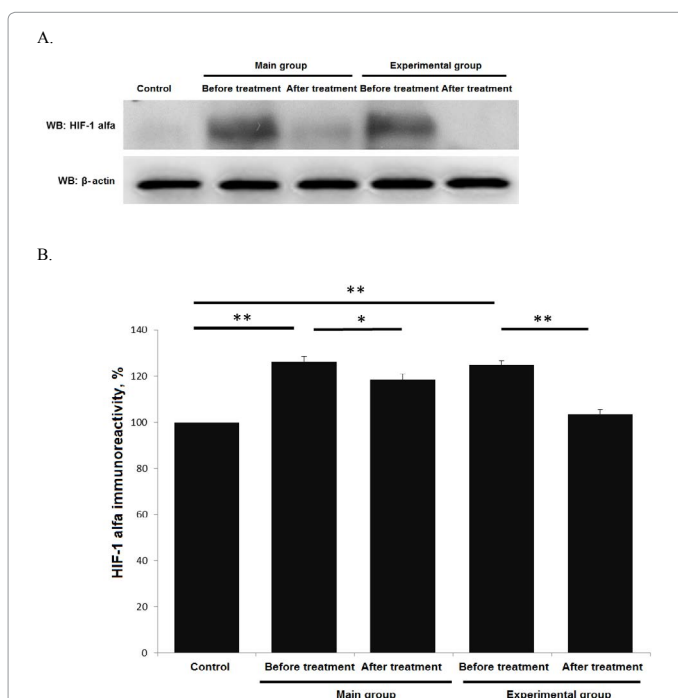 A.
Main group Experimental group
Control Before treatment After treatment Before treatment After treatment
WB: HIF-1 alfa
WB: β-actin
B.
**
** * **
HIF-1 alfa immunoreactivity, %
140
120
100
80
60
40
20
0
Control Before treatment After treatment Before treatment After treatment
Main group Experimental group